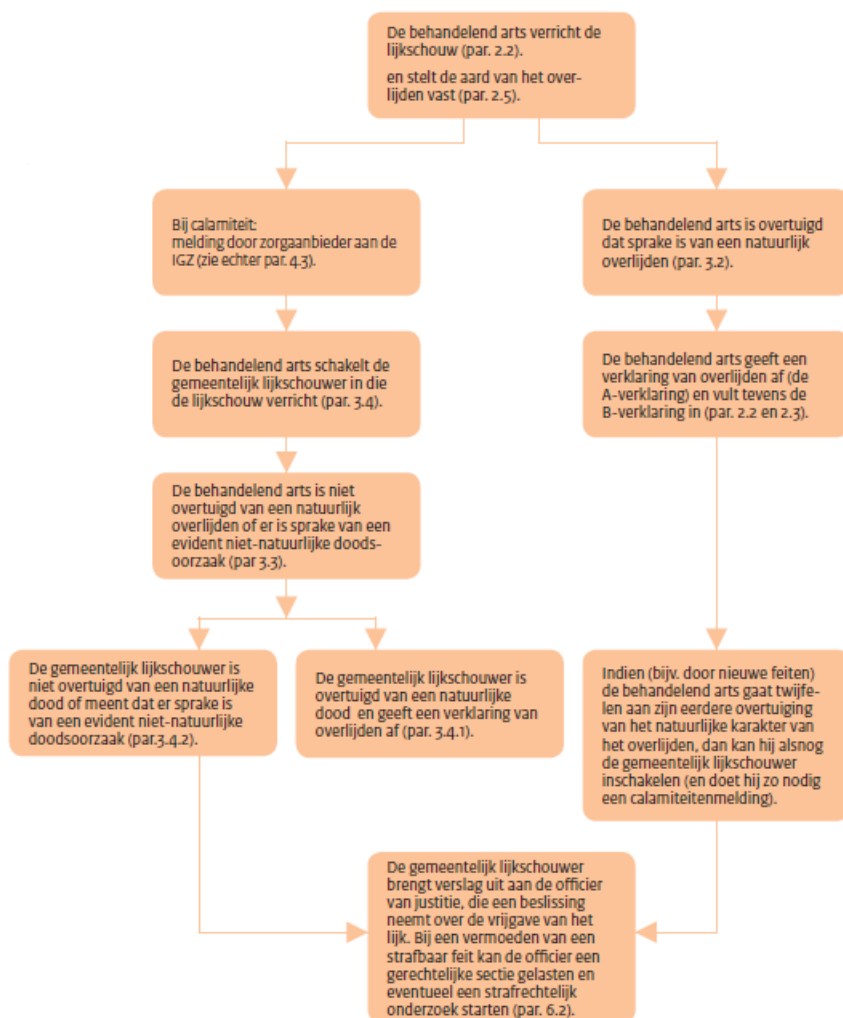 De behandelend arts verricht de
lijkschouw (par. 2.2).
en stelt de aard van het over-
lijden vast (par. 2.5).
Bij calamiteit:
melding door zorgaanbieder aan de
IGZ (zie echter par. 4.3).
De behandelend arts is overtuigd
dat sprake is van een natuurlijk
overlijden (par. 3.2).
De behandelend arts schakelt de
gemeentelijk lijkschouwer in die
de lijkschouw verricht (par. 3.4).
De behandelend arts geeft een
verklaring van overlijden af (de
A-verklaring) en vult tevens de
B-verklaring in (par. 2.2 en 2.3).
De behandelend arts is niet
overtuigd van een natuurlijk
overlijden of er is sprake van een
evident niet-natuurlijke doods-
oorzaak (par 3.3).
De gemeentelijk lijkschouwer is
niet overtuigd van een natuurlijke
dood of meent dat er sprake is
van een evident niet-natuurlijke
doodsoorzaak (par.3.4.2).
De gemeentelijk lijkschouwer is
overtuigd van een natuurlijke
dood en geeft een verklaring van
overlijden af (par. 3.4.1).
Indien (bijv. door nieuwe feiten)
de behandelend arts gaat twijfe-
len aan zijn eerdere overtuiging
van het natuurlijke karakter van
het overlijden, dan kan hij alsnog
de gemeentelijk lijkschouwer
inschakelen (en doet hij zo nodig
een calamiteitenmelding).
De gemeentelijk lijkschouwer
brengt verslag uit aan de officier
van justitie, die een beslissing
neemt over de vrijgave van het
lijk. Bij een vermoeden van een
strafbaar feit kan de officier een
gerechtelijke sectie gelasten en
eventueel een strafrechtelijk
onderzoek starten (par. 6.2).